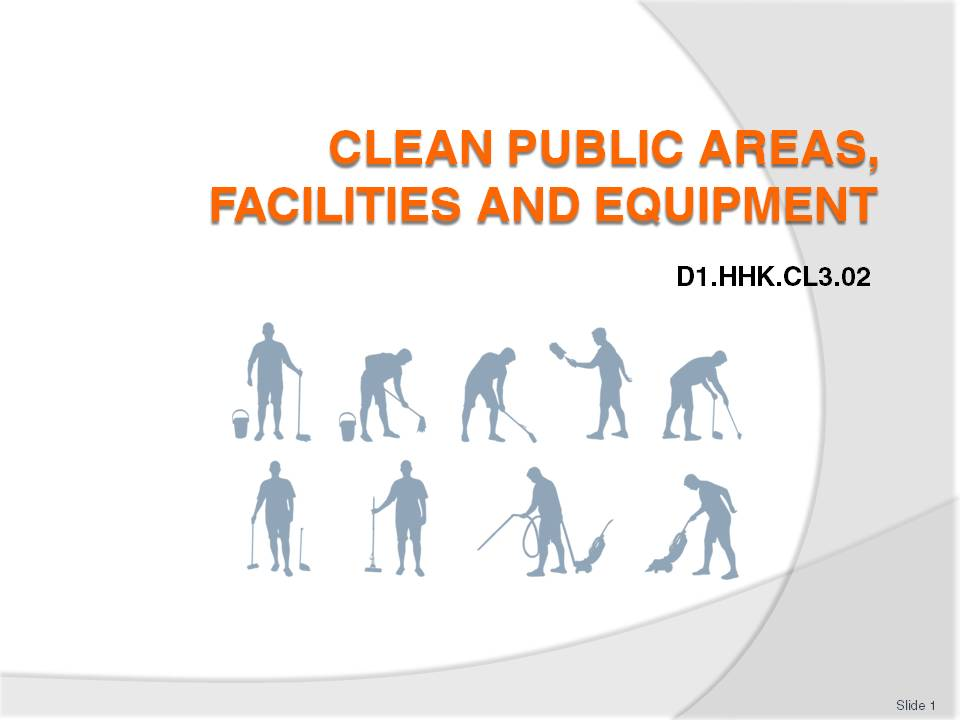 CLEAN PUBLIC AREAS,
FACILITIES AND EQUIPMENT
D1.HHK.CL3.02
Slide 1